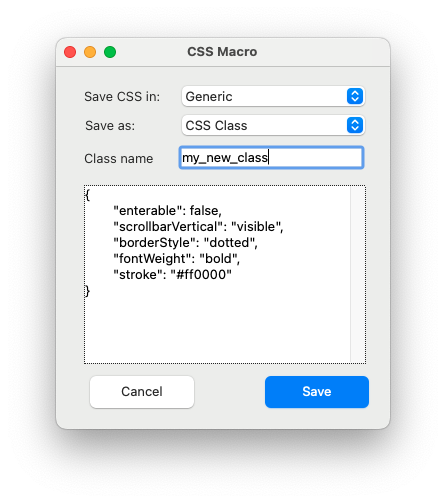 CSS Macro
Save CSS in: Generic
Save as: CSS Class
Class name my_new_class
{
"enterable": false,
"scrollbarVertical": "visible",
"borderStyle": "dotted",
"fontWeight": "bold",
"stroke": "#ff0000"
}
Cancel Save